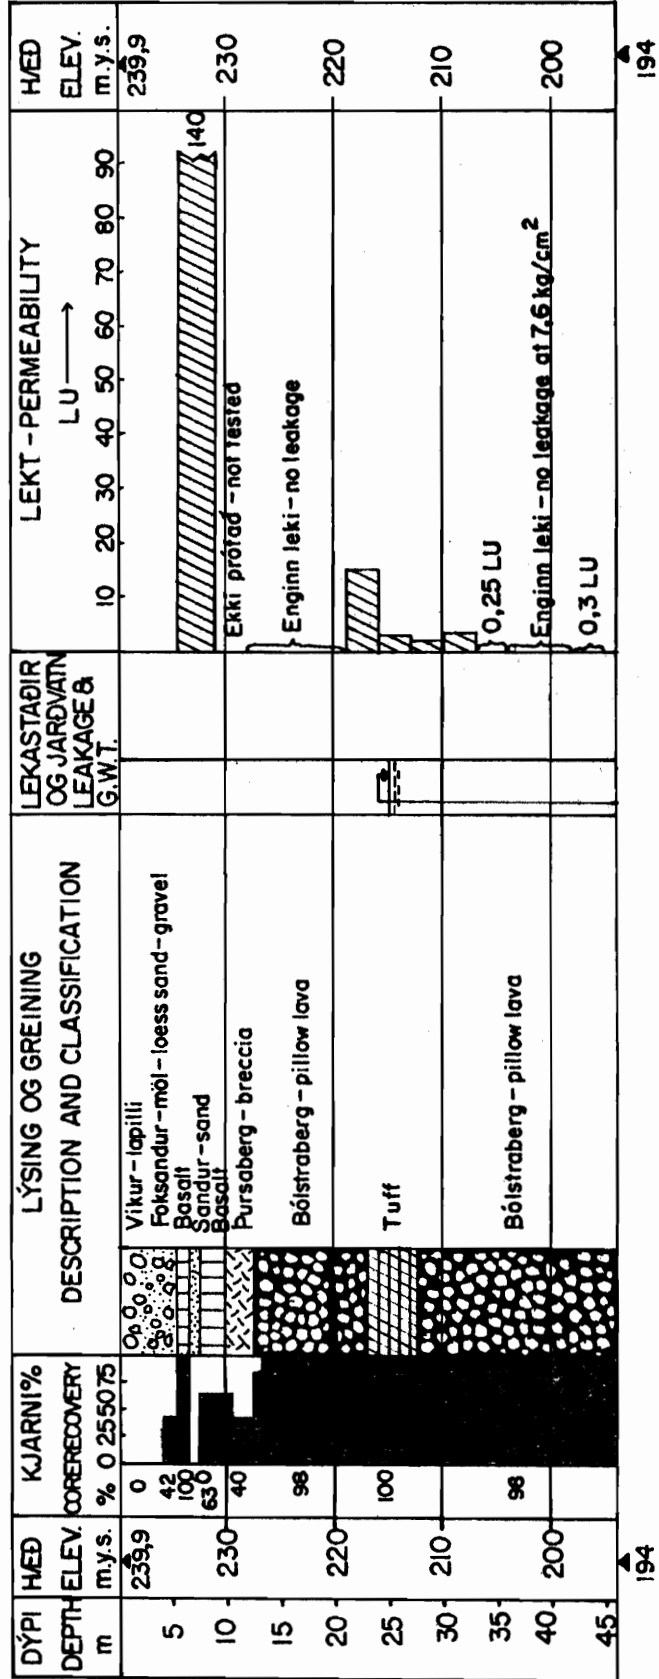 DÝPI
DEPTH
m
5
10
15
20
25
30
35
40
45
HÆÐ
ELEV.
m.y.s.
239,9
230
220
210
200
194
KJARNI%
CORERECOVERY
% 0 255075
0
42
100
0
63
40
98
100
98
LÝSING OG GREINING
DESCRIPTION AND CLASSIFICATION
Vikur-lapilli
Foksandur-möl-loess sand-gravel
Basalt
Sandur-sand
Basalt
Þursaberg-breccia
Bólstraberg-pillow lava
Tuff
Bólstraberg-pillow lava
LEKASTAÐIR
OG JARÐVATN
LEAKAGE &
G.W.T.
LEKT-PERMEABILITY
LU
10 20 30 40 50 60 70 80 90
140
Ekki prófað-not tested
Enginn leki-no leakage
0,25 LU
Enginn leki-no leakage at 7,6 kg/cm²
0,3 LU
HÆÐ
ELEV.
m.y.s.
239,9
230
220
210
200
194